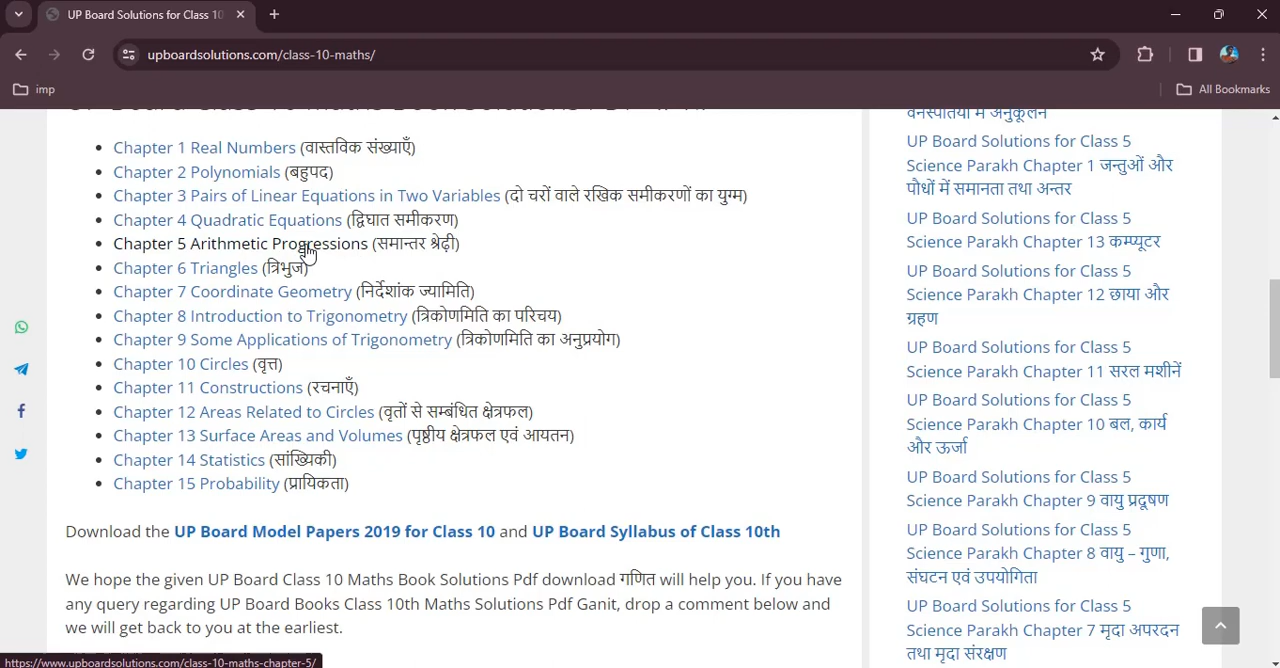 UP Board Solutions for Class 10
upboardsolutions.com/class-10-maths/
imp
All Bookmarks
Chapter 1 Real Numbers (वास्तविक संख्याएँ)
Chapter 2 Polynomials (बहुपद)
Chapter 3 Pairs of Linear Equations in Two Variables (दो चरों वाले रखिक समीकरणों का युग्म)
Chapter 4 Quadratic Equations (द्विघात समीकरण)
Chapter 5 Arithmetic Progressions (समान्तर श्रेढ़ी)
Chapter 6 Triangles (त्रिभुज)
Chapter 7 Coordinate Geometry (निर्देशांक ज्यामिति)
Chapter 8 Introduction to Trigonometry (त्रिकोणमिति का परिचय)
Chapter 9 Some Applications of Trigonometry (त्रिकोणमिति का अनुप्रयोग)
Chapter 10 Circles (वृत्त)
Chapter 11 Constructions (रचनाएँ)
Chapter 12 Areas Related to Circles (वृतों से सम्बंधित क्षेत्रफल)
Chapter 13 Surface Areas and Volumes (पृष्ठीय क्षेत्रफल एवं आयतन)
Chapter 14 Statistics (सांख्यिकी)
Chapter 15 Probability (प्रायिकता)
Download the UP Board Model Papers 2019 for Class 10 and UP Board Syllabus of Class 10th
We hope the given UP Board Class 10 Maths Book Solutions Pdf download गणित will help you. If you have
any query regarding UP Board Books Class 10th Maths Solutions Pdf Ganit, drop a comment below and
we will get back to you at the earliest.
वनस्पतियों में अनुकूलन
UP Board Solutions for Class 5
Science Parakh Chapter 1 जन्तुओं और
पौधों में समानता तथा अन्तर
UP Board Solutions for Class 5
Science Parakh Chapter 13 कम्प्यूटर
UP Board Solutions for Class 5
Science Parakh Chapter 12 छाया और
ग्रहण
UP Board Solutions for Class 5
Science Parakh Chapter 11 सरल मशीनें
UP Board Solutions for Class 5
Science Parakh Chapter 10 बल, कार्य
और ऊर्जा
UP Board Solutions for Class 5
Science Parakh Chapter 9 वायु प्रदूषण
UP Board Solutions for Class 5
Science Parakh Chapter 8 वायु – गुणा,
संघटन एवं उपयोगिता
UP Board Solutions for Class 5
Science Parakh Chapter 7 मृदा अपरदन
तथा मृदा संरक्षण
https://www.upboardsolutions.com/class-10-maths-chapter-5/